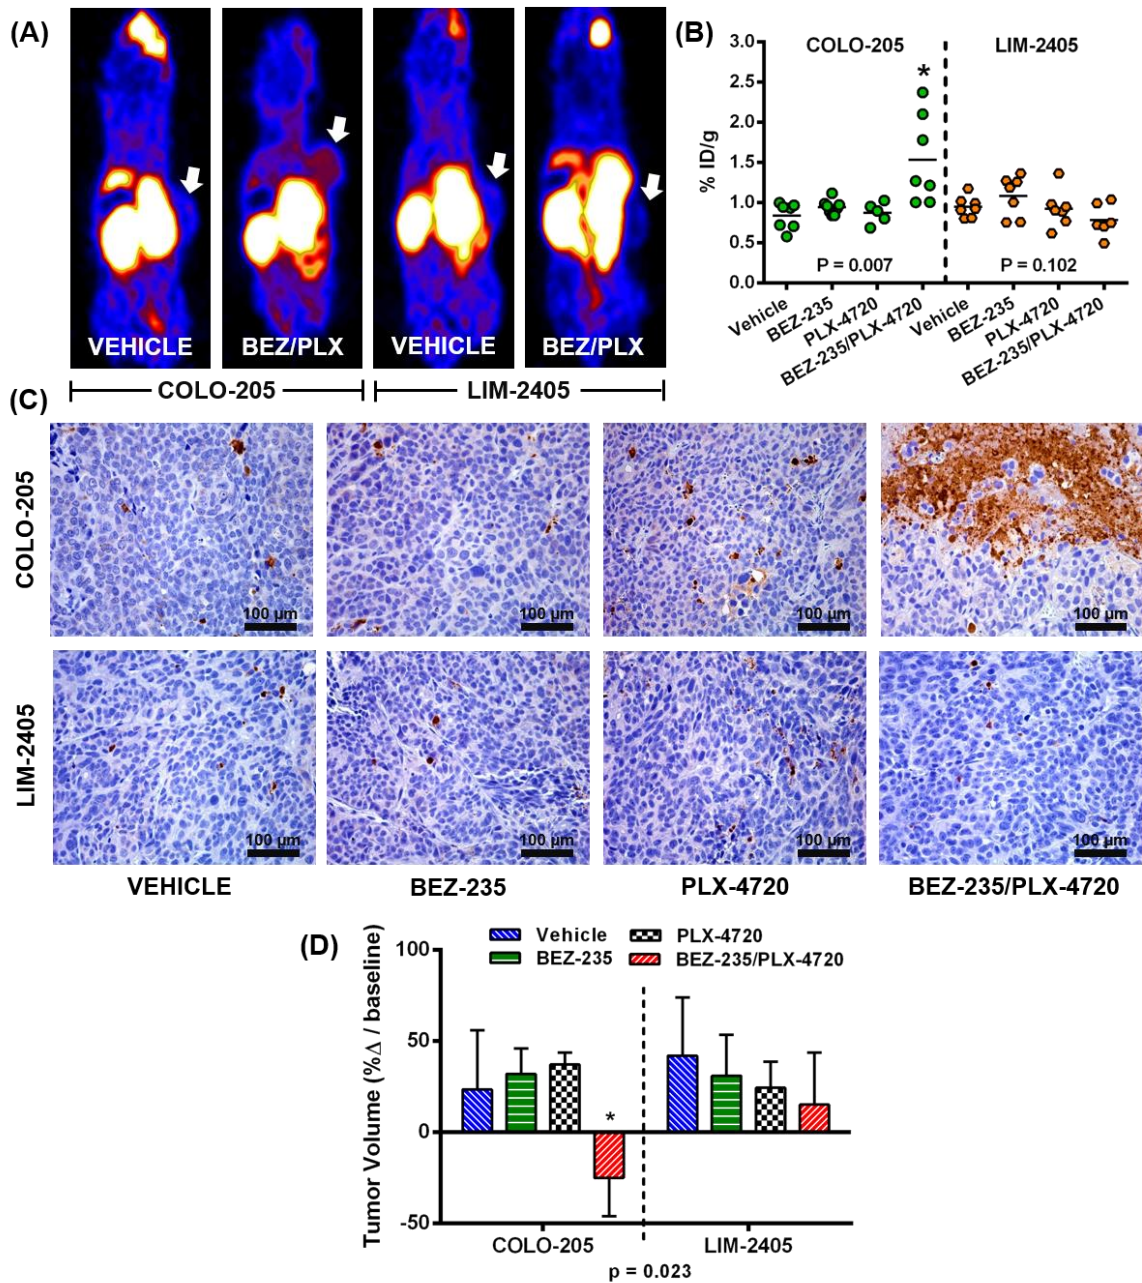 (A)
VEHICLE
BEZ/PLX
VEHICLE
BEZ/PLX
COLO-205
LIM-2405
(B)
COLO-205
LIM-2405
% ID/g
3.0
2.5
2.0
1.5
1.0
0.5
0.0
*
P = 0.007
P = 0.102
Vehicle
BEZ-235
PLX-4720
BEZ-235/PLX-4720
Vehicle
BEZ-235
PLX-4720
BEZ-235/PLX-4720
(C)
COLO-205
100 µm
100 µm
100 µm
100 µm
LIM-2405
100 µm
100 µm
100 µm
100 µm
VEHICLE
BEZ-235
PLX-4720
BEZ-235/PLX-4720
(D)
Vehicle
PLX-4720
BEZ-235
BEZ-235/PLX-4720
Tumor Volume (%Δ / baseline)
100
50
0
-50
*
COLO-205
LIM-2405
p = 0.023